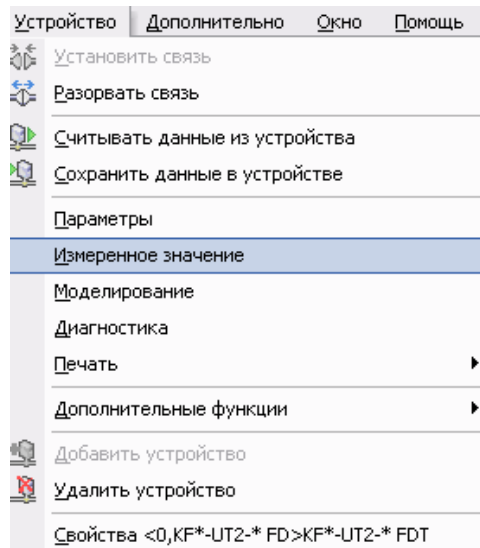 Устройство Дополнительно Окно Помощь
Установить связь
Разорвать связь
Считывать данные из устройства
Сохранить данные в устройстве
Параметры
Измеренное значение
Моделирование
Диагностика
Печать
Дополнительные функции
Добавить устройство
Удалить устройство
Свойства <0,KF*-UT2-* FD>KF*-UT2-* FDT